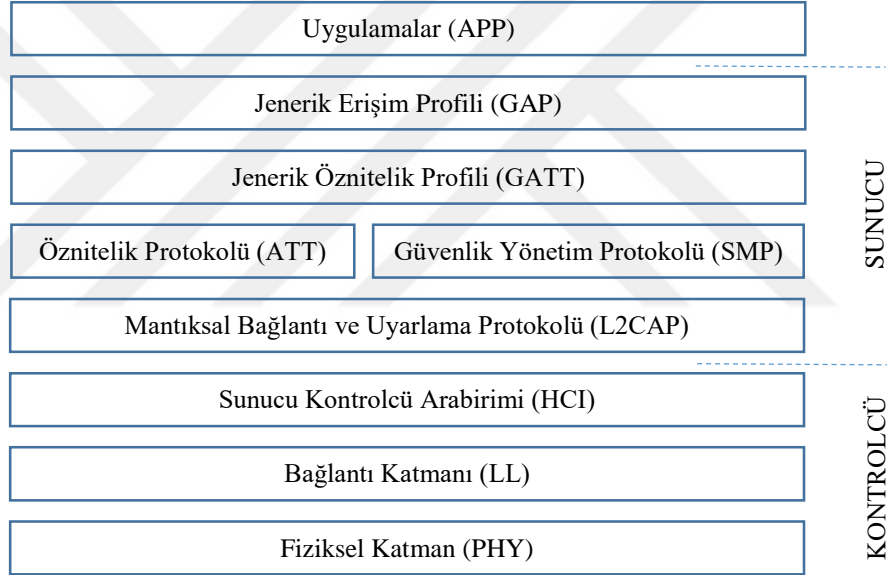 Uygulamalar (APP)
Jenerik Erişim Profili (GAP)
Jenerik Öznitelik Profili (GATT)
Öznitelik Protokolü (ATT)
Güvenlik Yönetim Protokolü (SMP)
Mantıksal Bağlantı ve Uyarlama Protokolü (L2CAP)
SUNUCU
Sunucu Kontrolcü Arabirimi (HCI)
Bağlantı Katmanı (LL)
Fiziksel Katman (PHY)
KONTROLCÜ